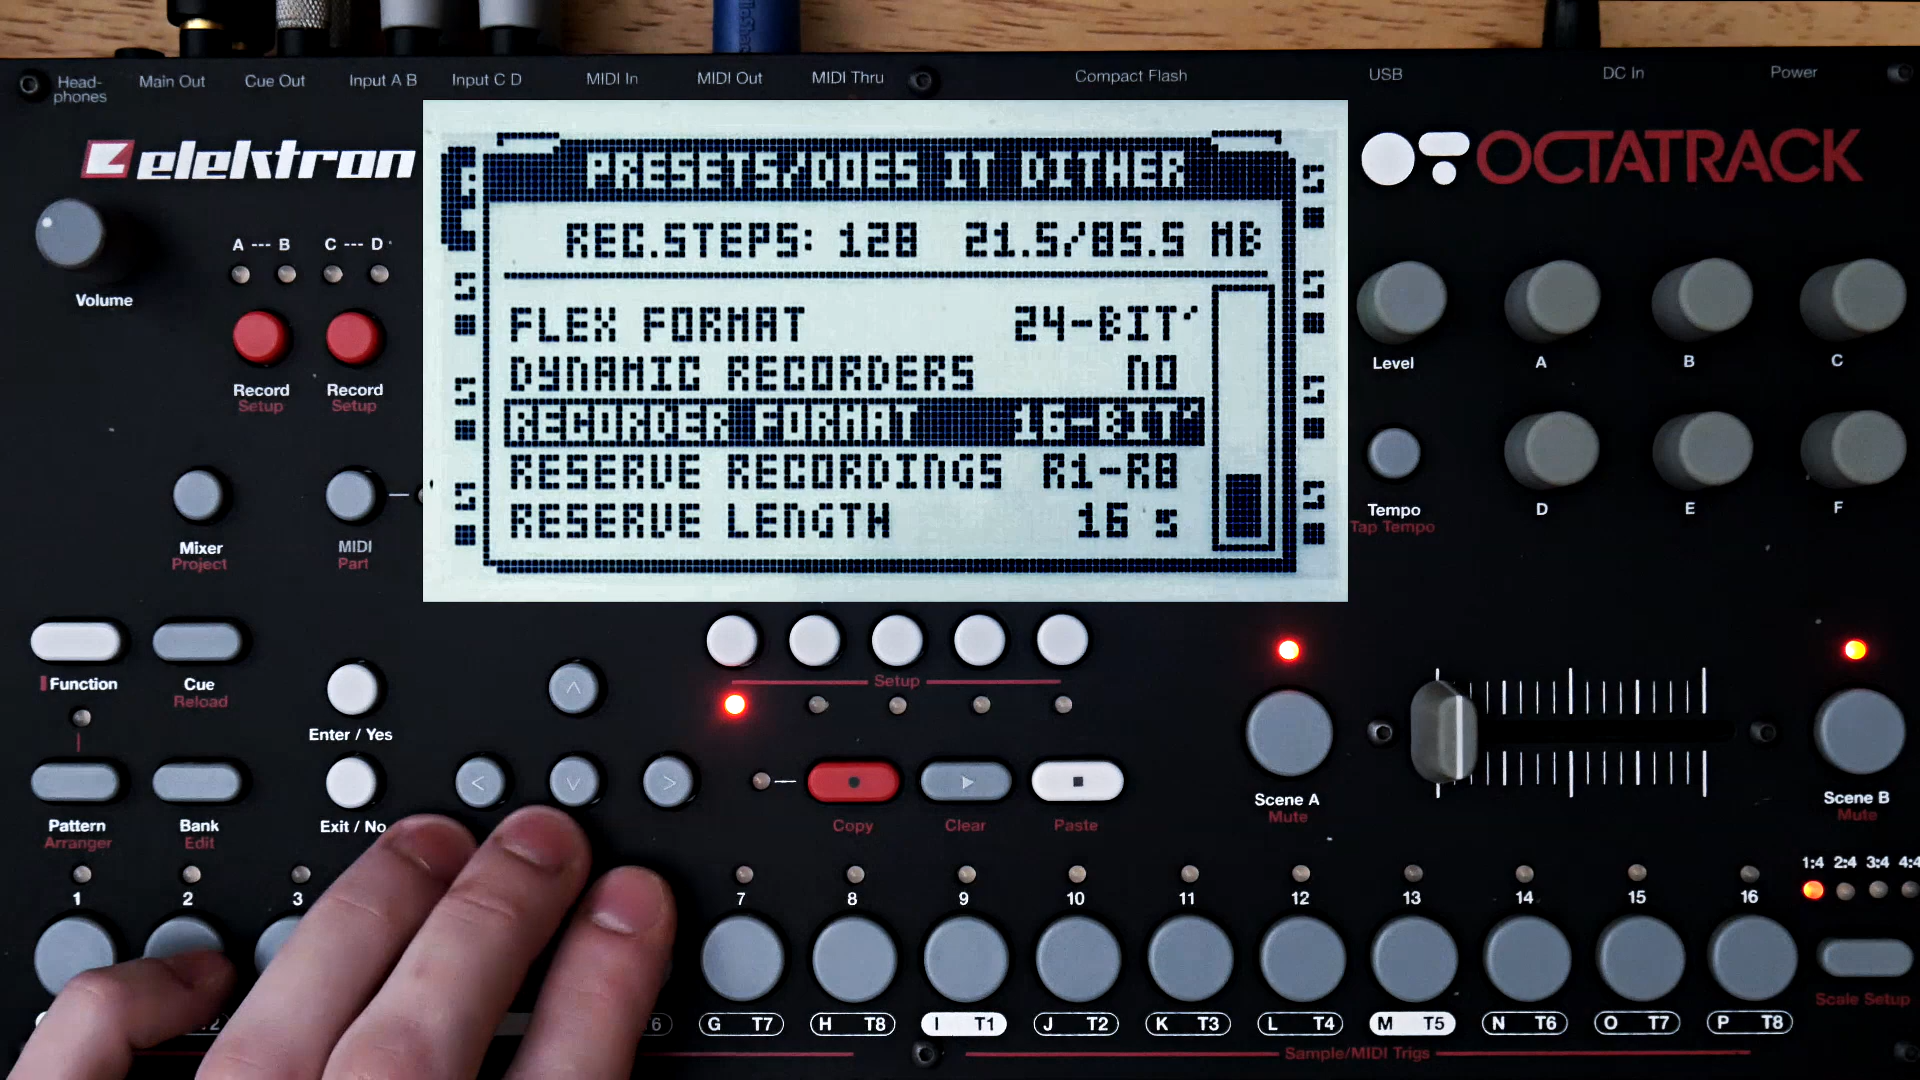 Head-
phones
Main Out
Cue Out
Input A B
Input C D
MIDI In
MIDI Out
MIDI Thru
Compact Flash
USB
DC In
Power
elektron
OCTATRACK
PRESETS/DOES IT DITHER
REC.STEPS: 128 21.5/85.5 MB
FLEX FORMAT 24-BIT
DYNAMIC RECORDERS NO
RECORDER FORMAT 16-BIT
RESERVE RECORDINGS R1-R8
RESERVE LENGTH 16 s
A --- B C --- D
Volume
Record
Setup
Record
Setup
Level
A
B
C
Tempo
Tap Tempo
D
E
F
Mixer
Project
MIDI
Part
Function
Cue
Reload
Enter / Yes
Setup
Pattern
Arranger
Bank
Edit
Exit / No
Copy
Clear
Paste
Scene A
Mute
Scene B
Mute
1:4 2:4 3:4 4:4
1
2
3
7
8
9
10
11
12
13
14
15
16
G T7
H T8
I T1
J T2
K T3
L T4
M T5
N T6
O T7
P T8
Scale Setup
Sample/MIDI Trigs